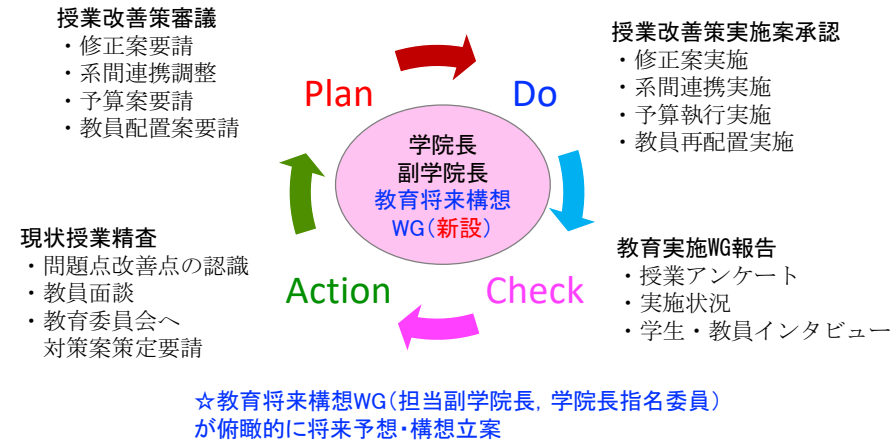 授業改善策審議
・修正案要請
・系間連携調整
・予算案要請
・教員配置案要請
Plan
Do
授業改善策実施案承認
・修正案実施
・系間連携実施
・予算執行実施
・教員再配置実施
学院長
副学院長
教育将来構想
WG(新設)
現状授業精査
・問題点改善点の認識
・教員面談
・教育委員会へ
対策案策定要請
Action
Check
教育実施WG報告
・授業アンケート
・実施状況
・学生・教員インタビュー
☆教育将来構想WG(担当副学院長, 学院長指名委員)
が俯瞰的に将来予想・構想立案